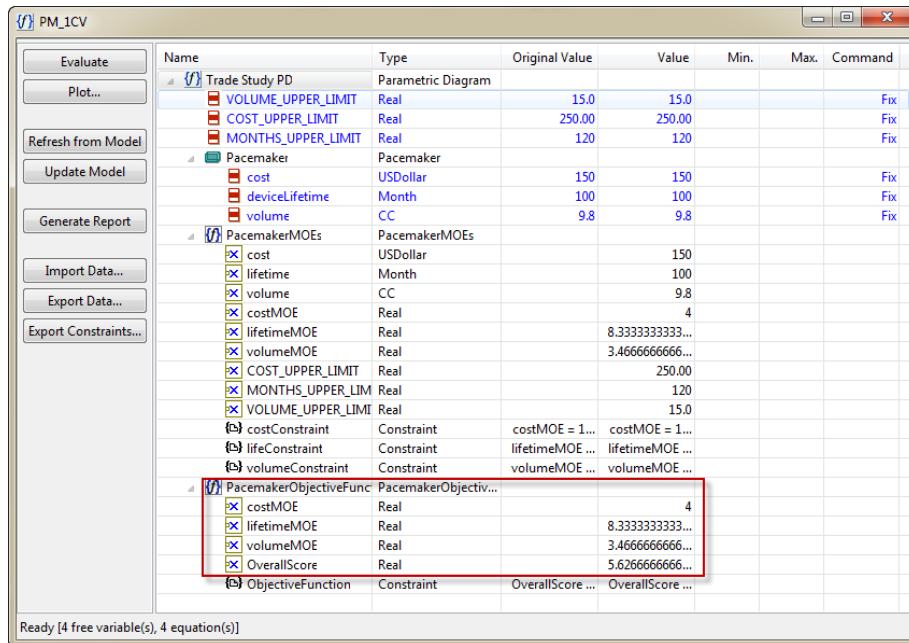 {f} PM_1CV
Evaluate
Plot...
Refresh from Model
Update Model
Generate Report
Import Data...
Export Data...
Export Constraints...
Name Type Original Value Value Min. Max. Command
{f} Trade Study PD Parametric Diagram
VOLUME_UPPER_LIMIT Real 15.0 15.0 Fix
COST_UPPER_LIMIT Real 250.00 250.00 Fix
MONTHS_UPPER_LIMIT Real 120 120 Fix
Pacemaker Pacemaker
cost USDollar 150 150 Fix
deviceLifetime Month 100 100 Fix
volume CC 9.8 9.8 Fix
{f} PacemakerMOEs PacemakerMOEs
cost USDollar 150
lifetime Month 100
volume CC 9.8
costMOE Real 4
lifetimeMOE Real 8.3333333333...
volumeMOE Real 3.4666666666...
COST_UPPER_LIMIT Real 250.00
MONTHS_UPPER_LIM Real 120
VOLUME_UPPER_LIMI Real 15.0
costConstraint Constraint costMOE = 1... costMOE = 1...
lifeConstraint Constraint lifetimeMOE ... lifetimeMOE ...
volumeConstraint Constraint volumeMOE ... volumeMOE ...
{f} PacemakerObjectiveFunc PacemakerObjectiv...
costMOE Real 4
lifetimeMOE Real 8.3333333333...
volumeMOE Real 3.4666666666...
OverallScore Real 5.6266666666...
ObjectiveFunction Constraint OverallScore ... OverallScore ...
Ready [4 free variable(s), 4 equation(s)]